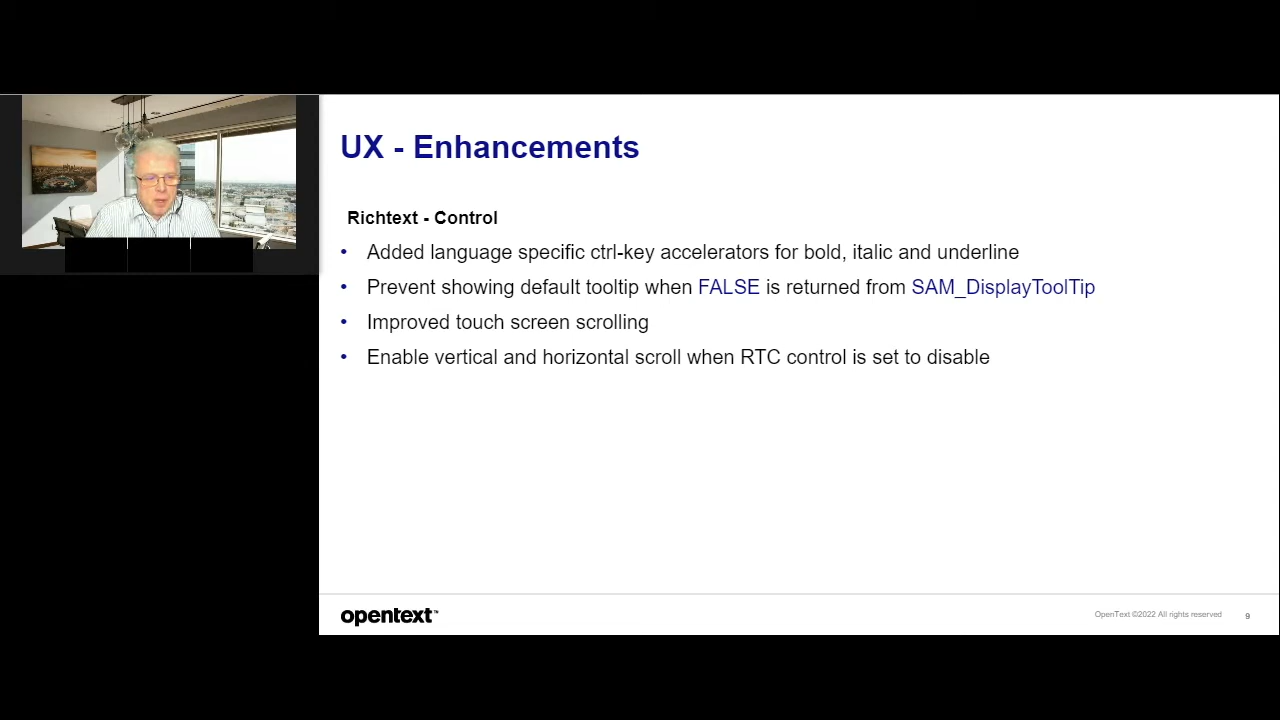 UX - Enhancements
Richtext - Control
• Added language specific ctrl-key accelerators for bold, italic and underline
• Prevent showing default tooltip when FALSE is returned from SAM_DisplayToolTip
• Improved touch screen scrolling
• Enable vertical and horizontal scroll when RTC control is set to disable
opentext™
OpenText ©2022 All rights reserved
9